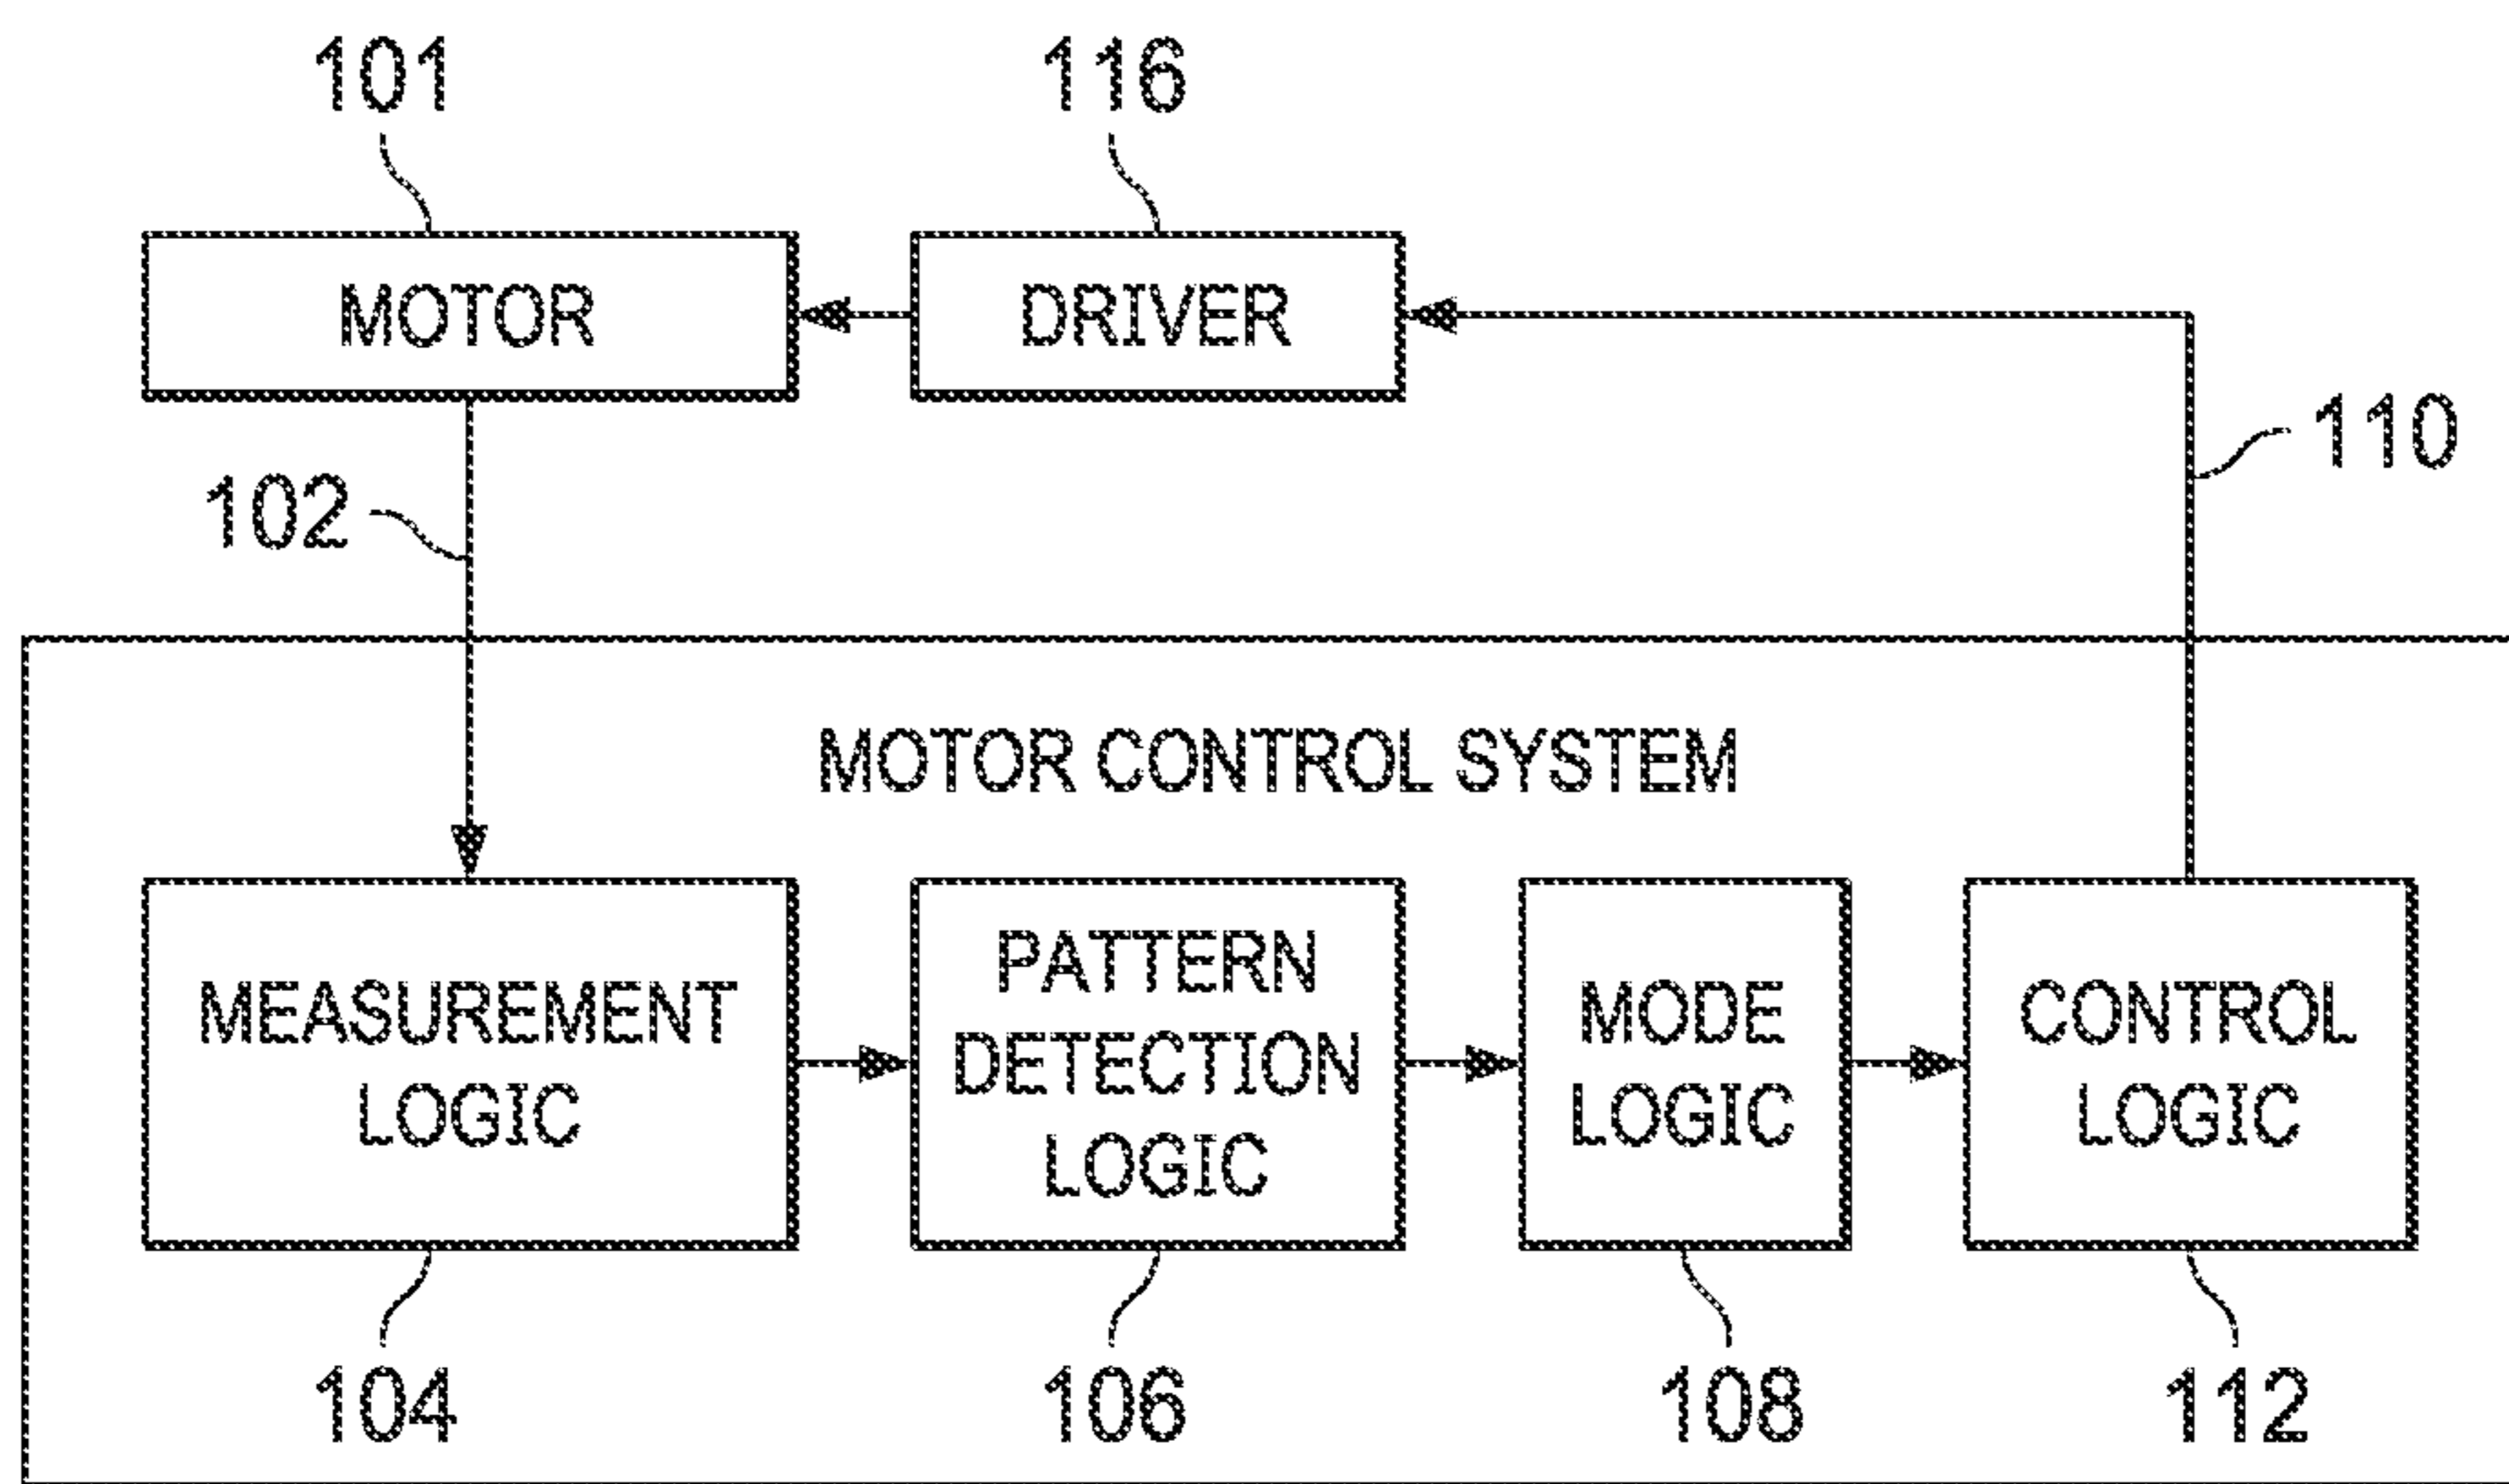 101
116
MOTOR
DRIVER
110
102
MOTOR CONTROL SYSTEM
MEASUREMENT
LOGIC
PATTERN
DETECTION
LOGIC
MODE
LOGIC
CONTROL
LOGIC
104
106
108
112